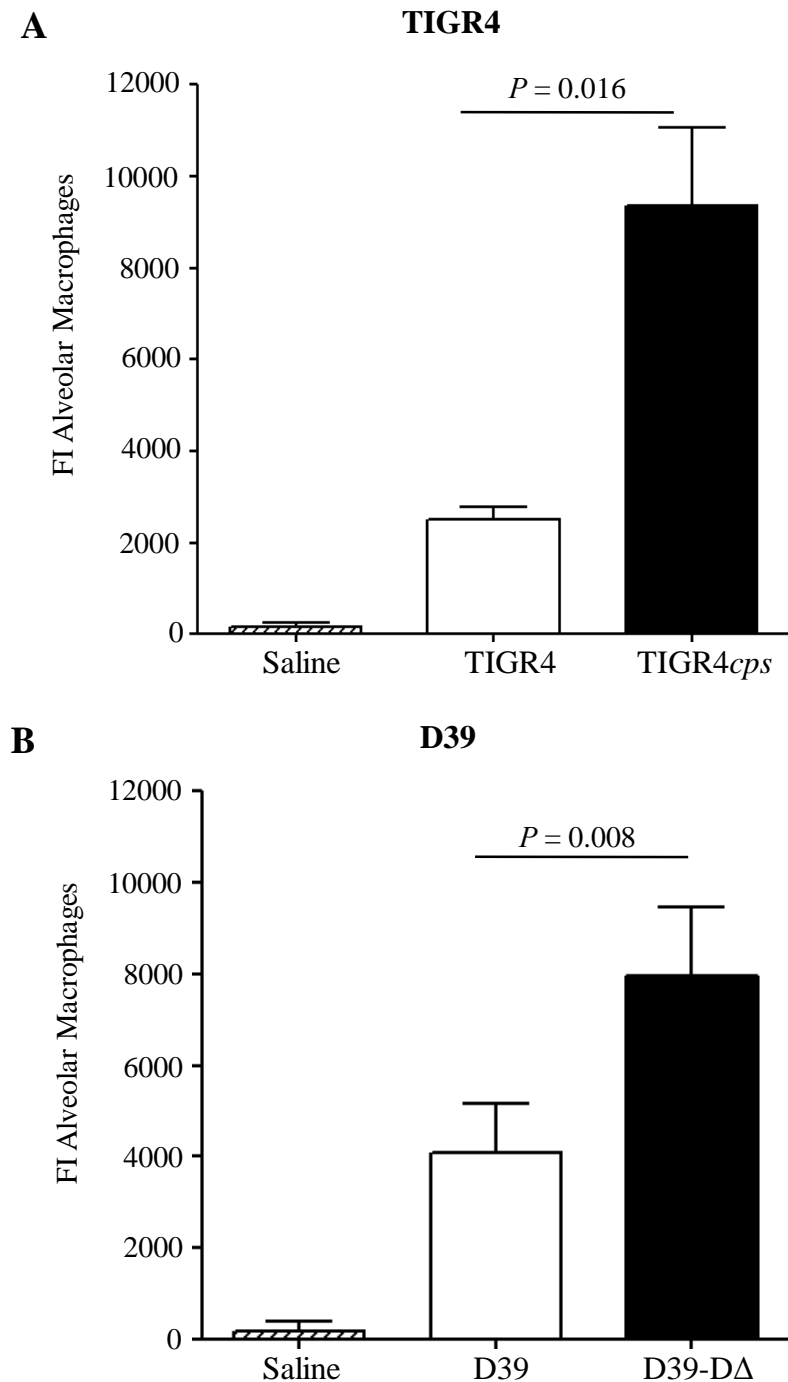 A
TIGR4
P = 0.016
12000
10000
8000
6000
4000
2000
0
FI Alveolar Macrophages
Saline TIGR4 TIGR4cps
B
D39
P = 0.008
12000
10000
8000
6000
4000
2000
0
FI Alveolar Macrophages
Saline D39 D39-DΔ